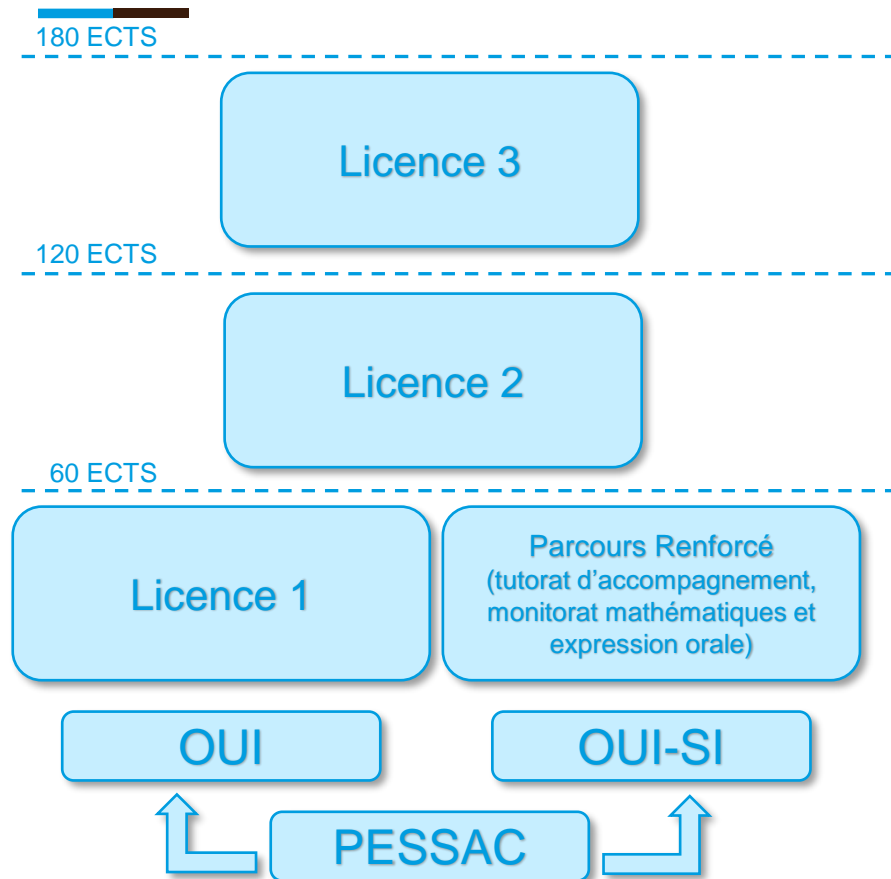 180 ECTS
Licence 3
120 ECTS
Licence 2
60 ECTS
Licence 1
Parcours Renforcé
(tutorat d'accompagnement,
monitorat mathématiques et
expression orale)
OUI
OUI-SI
PESSAC